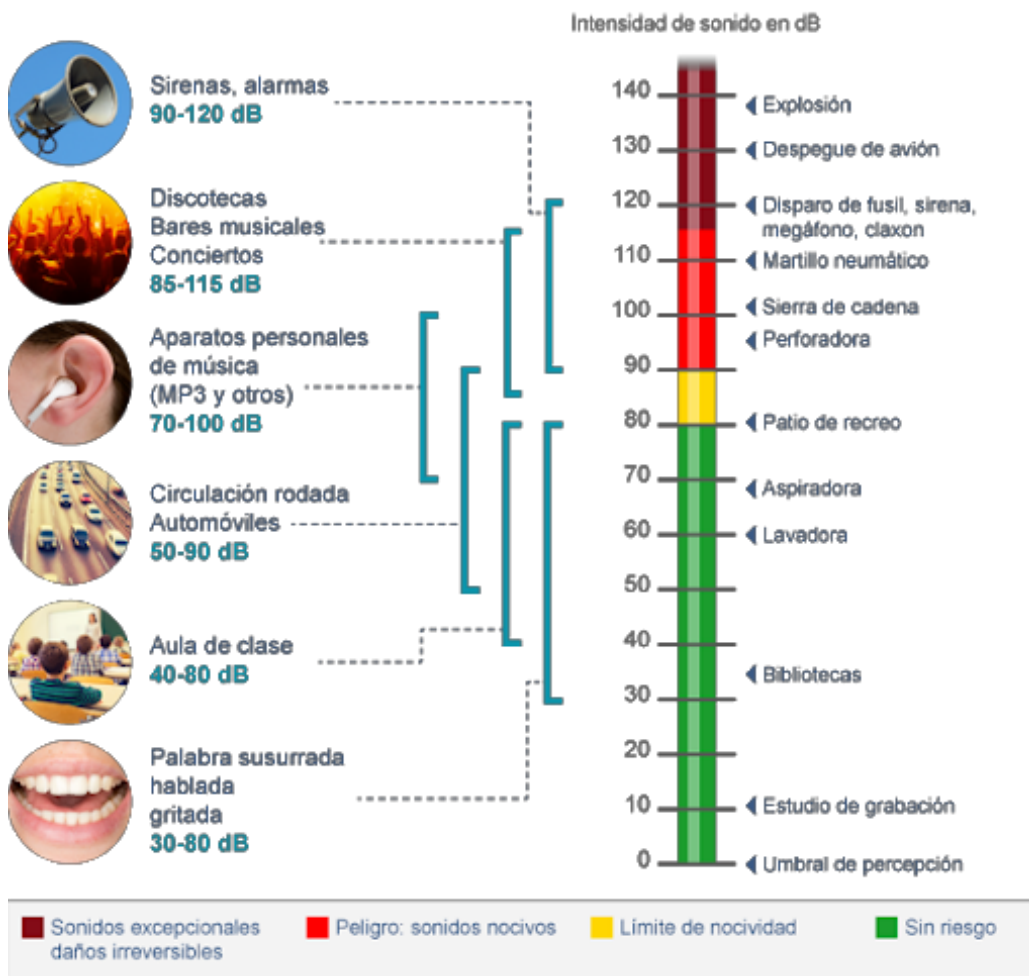 Intensidad de sonido en dB
Sirenas, alarmas
90-120 dB
Discotecas
Bares musicales
Conciertos
85-115 dB
Aparatos personales
de música
(MP3 y otros)
70-100 dB
Circulación rodada
Automóviles
50-90 dB
Aula de clase
40-80 dB
Palabra susurrada
hablada
gritada
30-80 dB
140
130
120
110
100
90
80
70
60
50
40
30
20
10
0
Explosión
Despegue de avión
Disparo de fusil, sirena,
megáfono, claxon
Martillo neumático
Sierra de cadena
Perforadora
Patio de recreo
Aspiradora
Lavadora
Bibliotecas
Estudio de grabación
Umbral de percepción
Sonidos excepcionales
daños irreversibles
Peligro: sonidos nocivos
Límite de nocividad
Sin riesgo